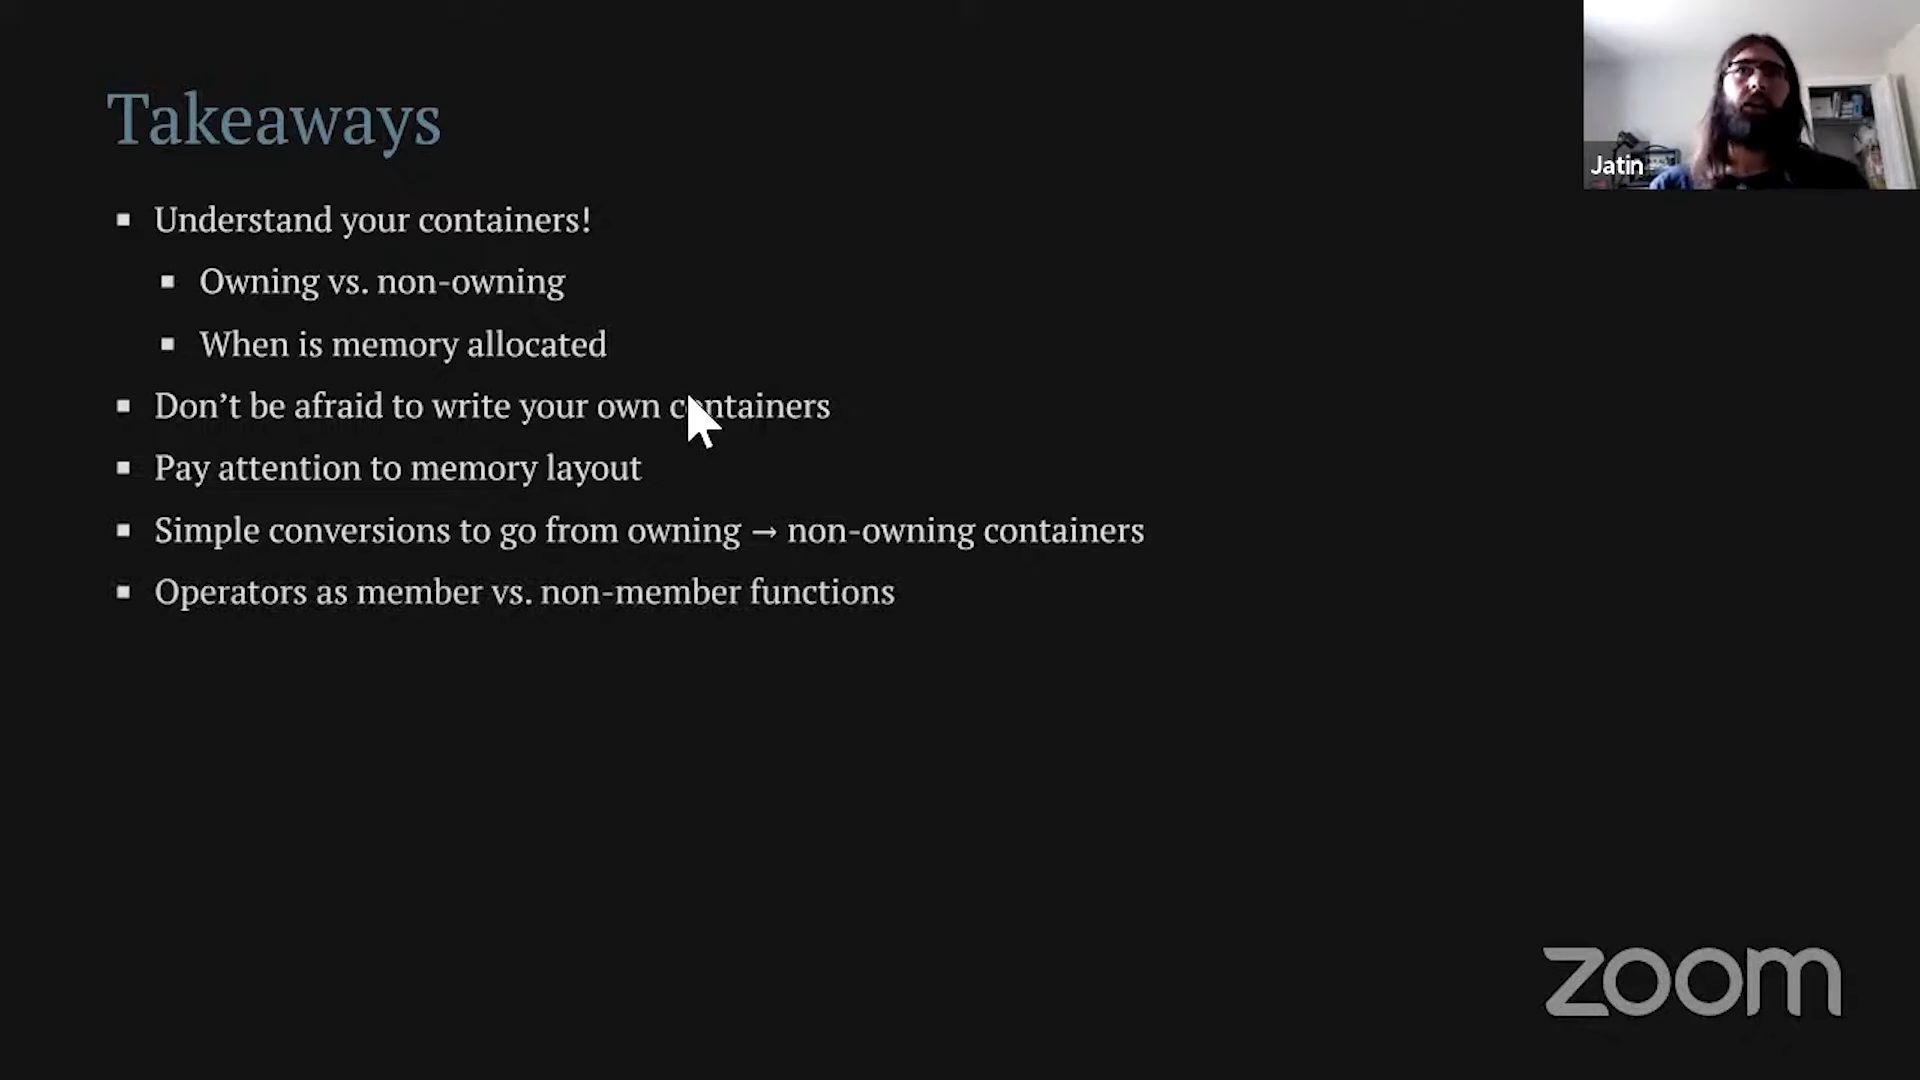 Takeaways
Understand your containers!
Owning vs. non-owning
When is memory allocated
Don’t be afraid to write your own containers
Pay attention to memory layout
Simple conversions to go from owning → non-owning containers
Operators as member vs. non-member functions
Jatin
zoom